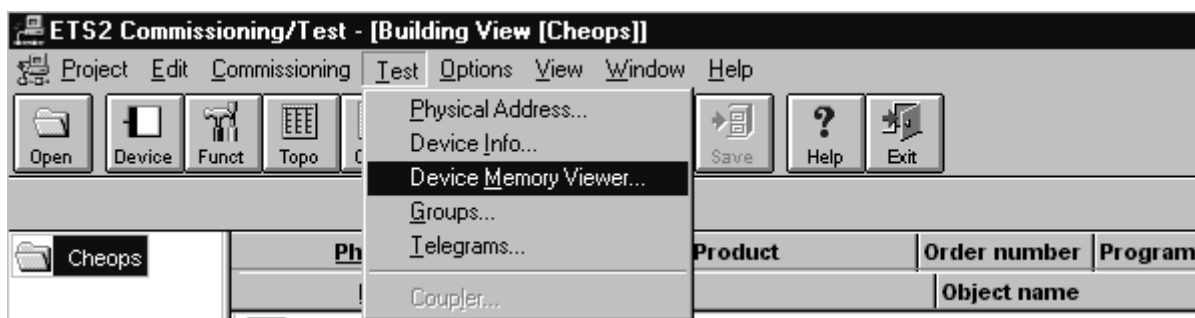 ETS2 Commissioning/Test - [Building View [Cheops]]
Project Edit Commissioning Test Options View Window Help
Physical Address...
Device Info...
Device Memory Viewer...
Groups...
Telegrams...
Coupler...
Open Device Funct Topo Save Help Exit
Cheops
Ph Product Order number Program
Object name